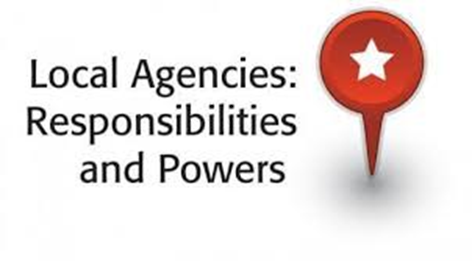 Local Agencies:
Responsibilities
and Powers